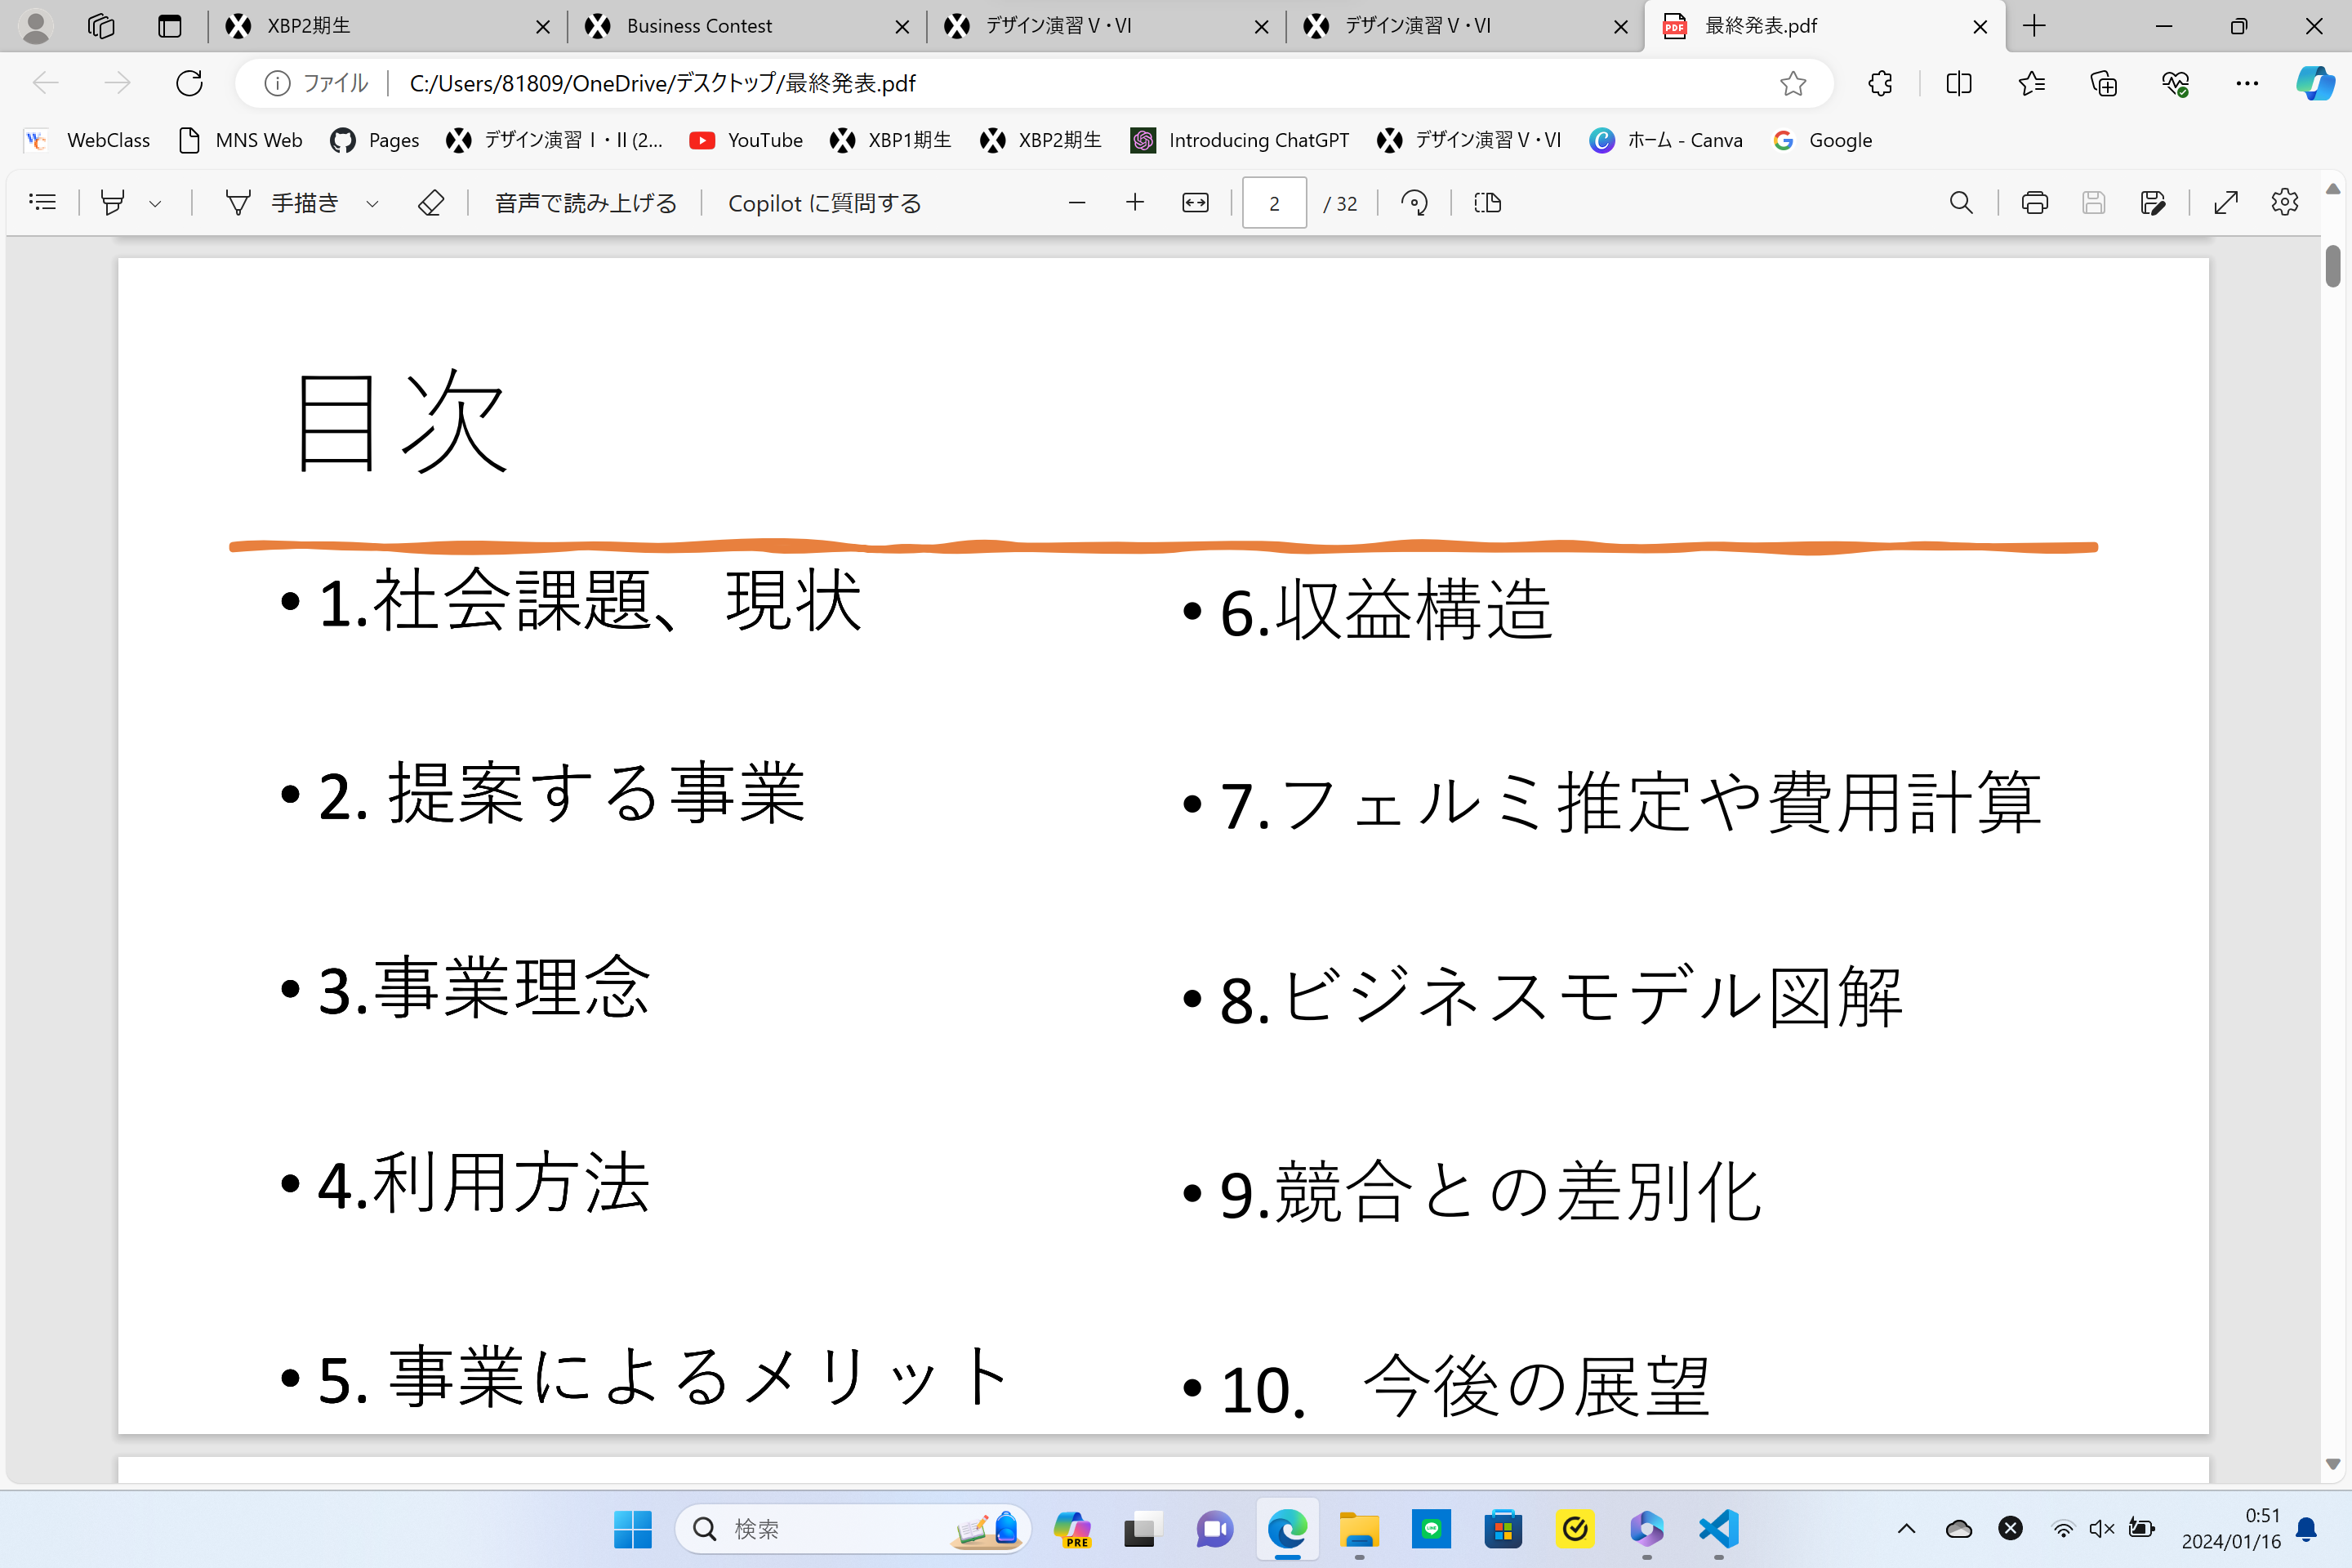 XBP2期生
Business Contest
デザイン演習Ⅴ・Ⅵ
デザイン演習Ⅴ・Ⅵ
最終発表.pdf
ファイル C:/Users/81809/OneDrive/デスクトップ/最終発表.pdf
WebClass MNS Web Pages デザイン演習Ⅰ・Ⅱ(2... YouTube XBP1期生 XBP2期生 Introducing ChatGPT デザイン演習Ⅴ・Ⅵ ホーム - Canva Google
手描き 音声で読み上げる Copilot に質問する 2 / 32
目次
• 1.社会課題、現状
• 2. 提案する事業
• 3.事業理念
• 4.利用方法
• 5. 事業によるメリット
• 6.収益構造
• 7.フェルミ推定や費用計算
• 8.ビジネスモデル図解
• 9.競合との差別化
• 10.　今後の展望
検索
PRE
0:51
2024/01/16